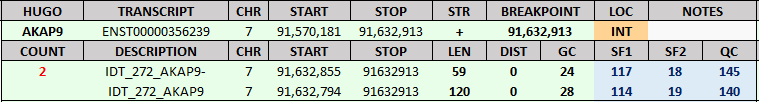 HUGO TRANSCRIPT CHR START STOP STR BREAKPOINT LOC NOTES
AKAP9 ENST00000356239 7 91,570,181 91,632,913 + 91,632,913 INT
COUNT DESCRIPTION CHR START STOP LEN DIST GC SF1 SF2 QC
2 IDT_272_AKAP9- 7 91,632,855 91632913 59 0 24 117 18 145
IDT_272_AKAP9 7 91,632,794 91632913 120 0 28 114 19 140